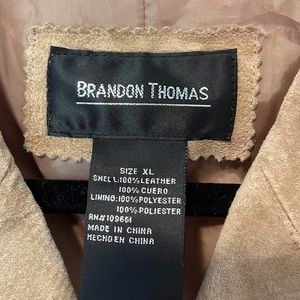 BRANDON THOMAS
SIZE XL
SHELL:100%LEATHER
100% CUERO
LINING:100%POLYESTER
100%POLIESTER
RN#109661
MADE IN CHINA
HECHO EN CHINA